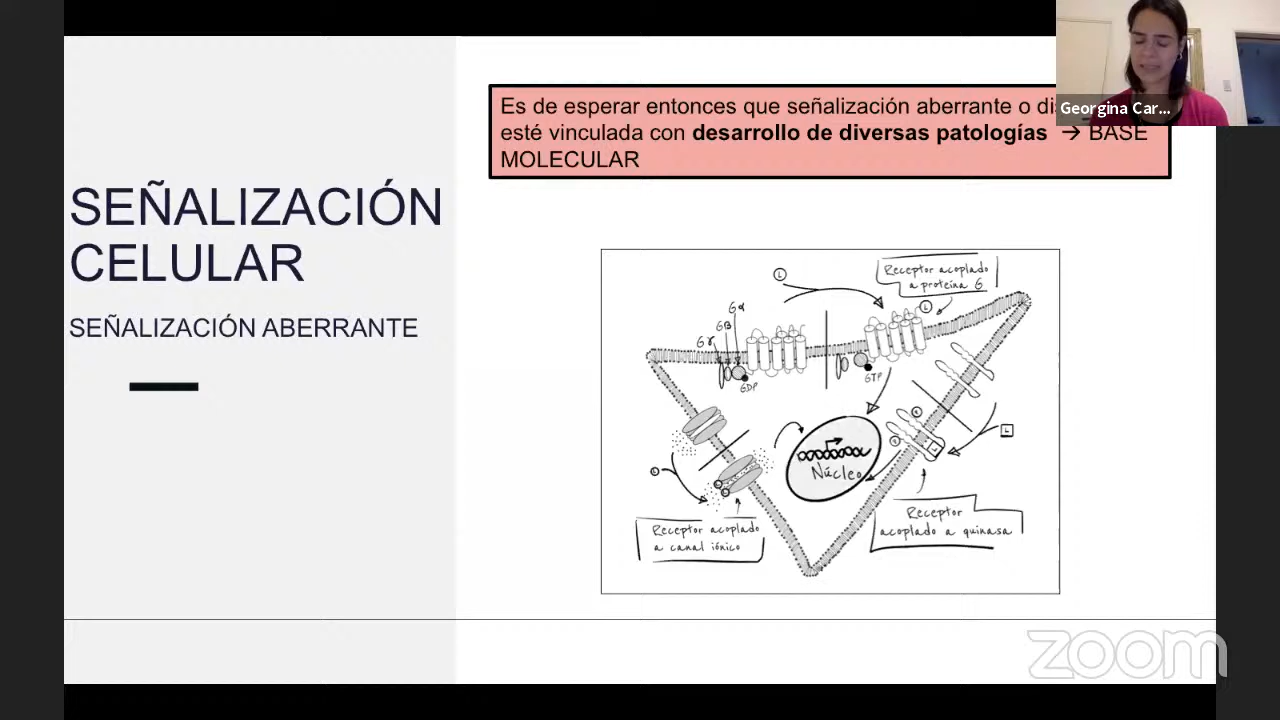 Es de esperar entonces que señalización aberrante o
esté vinculada con desarrollo de diversas patologías → BASE
MOLECULAR
Georgina Car...
SEÑALIZACIÓN
CELULAR
SEÑALIZACIÓN ABERRANTE
L
Receptor acoplado
a proteína G
L
Gα
Gβ
Gγ
GDP
GTP
L
Núcleo
Receptor acoplado
a canal iónico
Receptor
acoplado a quinasa
zoom